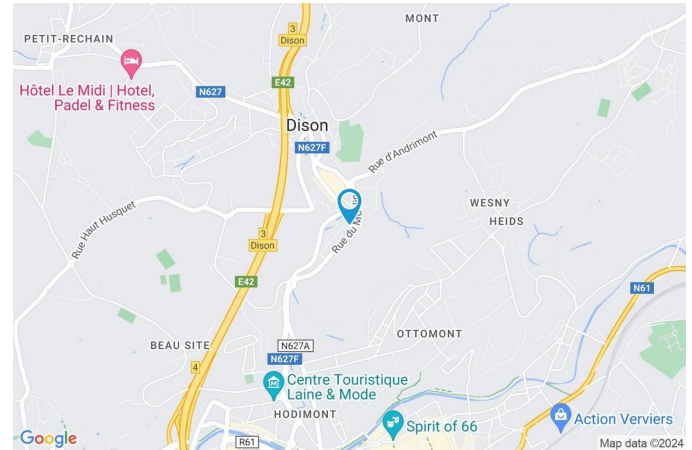 MONT
PETIT-RECHAIN
3
Dison
E42
Hôtel Le Midi | Hotel,
Padel & Fitness
N627
Dison
N627F
Rue d'Andrimont
WESNY
HEIDS
Rue Haut Husquet
Rue du
3
Dison
E42
N61
BEAU SITE
4
N627A
N627F
OTTOMONT
Centre Touristique
Laine & Mode
HODIMONT
Spirit of 66
Action Verviers
R61
Google
Map data ©2024